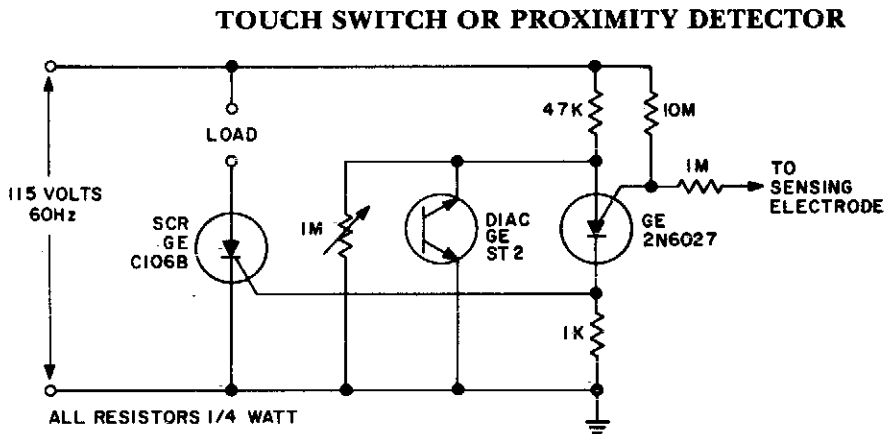 TOUCH SWITCH OR PROXIMITY DETECTOR
47K
10M
LOAD
1M
TO
SENSING
ELECTRODE
115 VOLTS
60Hz
SCR
GE
C106B
1M
DIAC
GE
ST2
GE
2N6027
1K
ALL RESISTORS 1/4 WATT